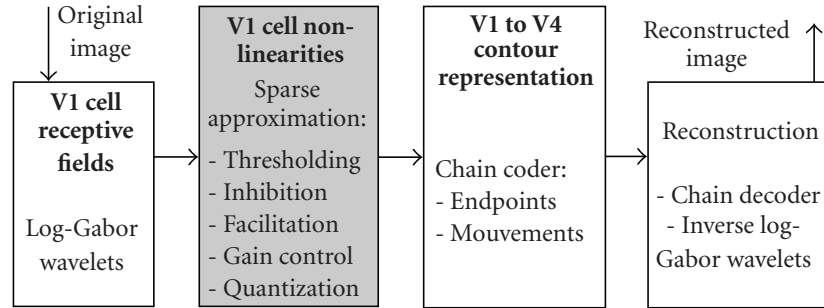 Original
image
V1 cell
receptive
fields
Log-Gabor
wavelets
V1 cell non-
linearities
Sparse
approximation:
- Thresholding
- Inhibition
- Facilitation
- Gain control
- Quantization
V1 to V4
contour
representation
Chain coder:
- Endpoints
- Mouvements
Reconstructed
image
Reconstruction
- Chain decoder
- Inverse log-
Gabor wavelets